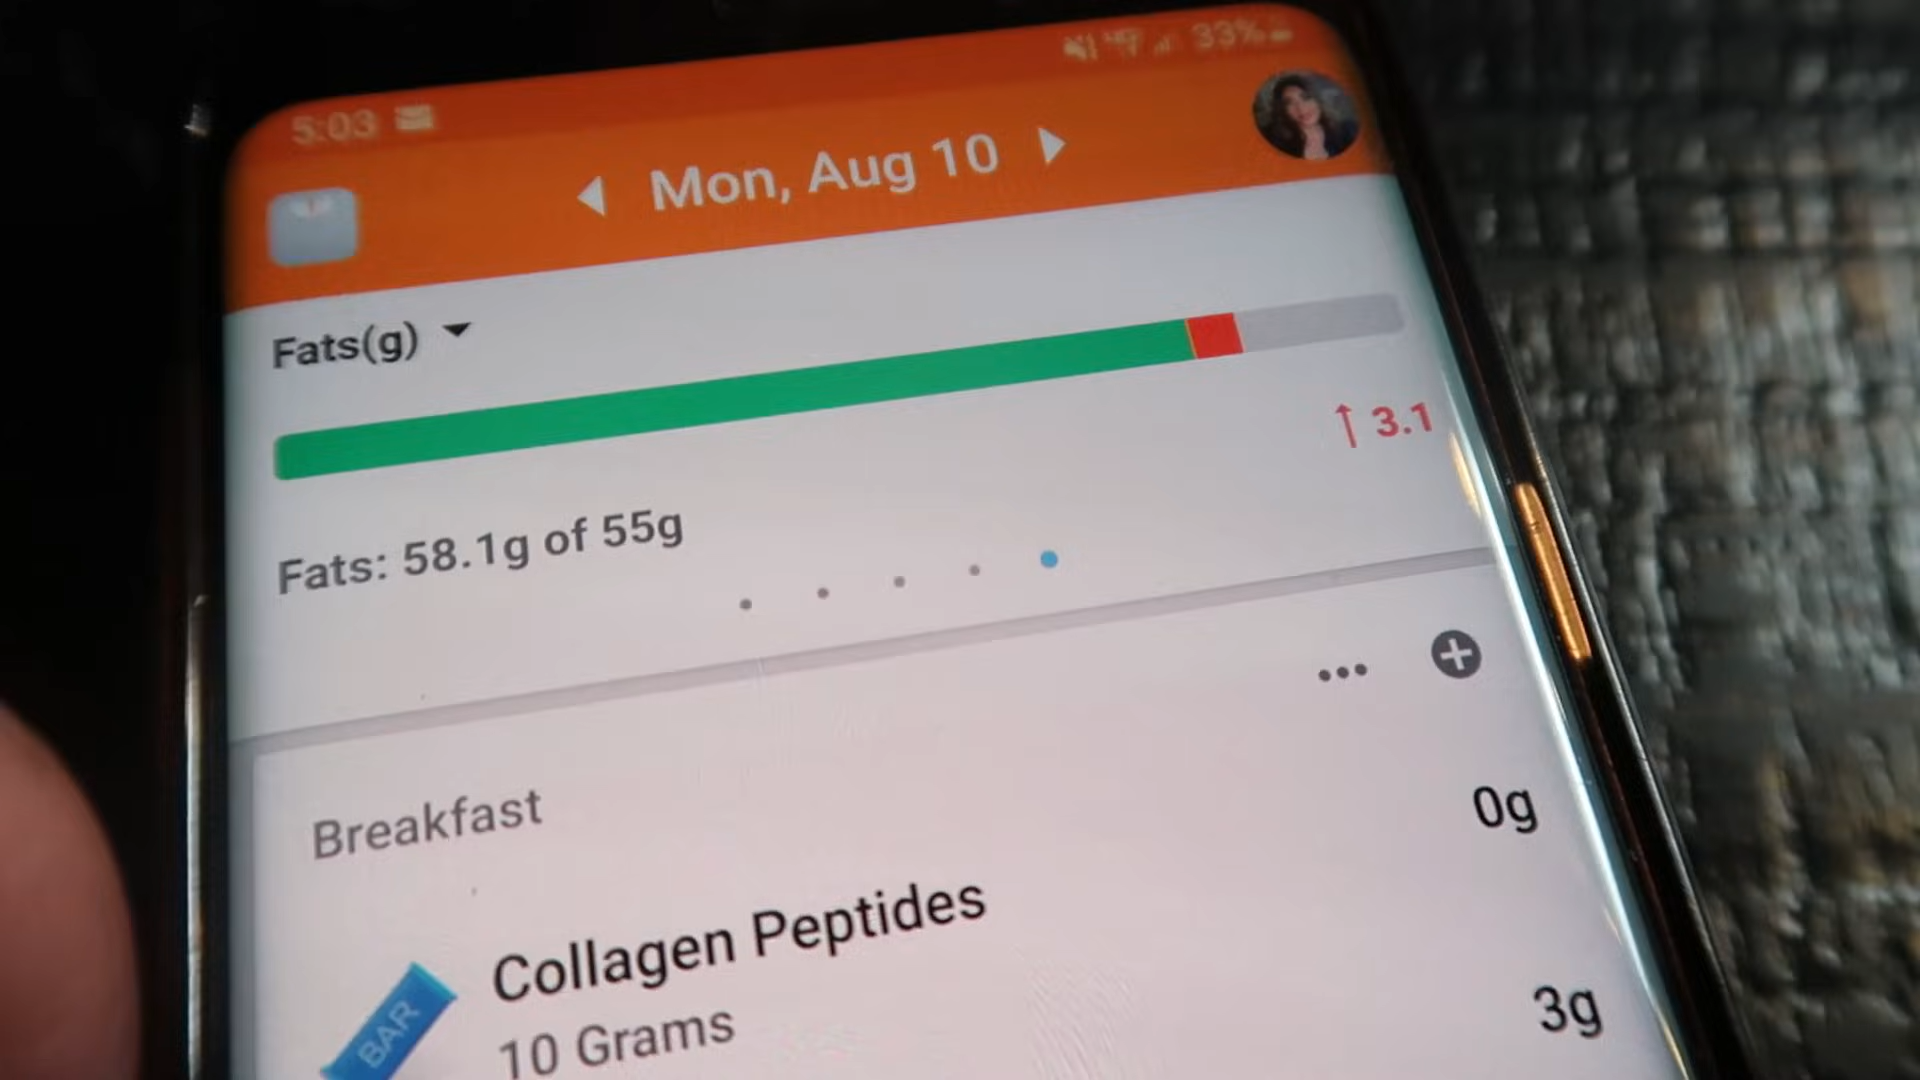 5:03
33%
Mon, Aug 10
Fats(g)
↑ 3.1
Fats: 58.1g of 55g
Breakfast
0g
Collagen Peptides
BAR
10 Grams
3g